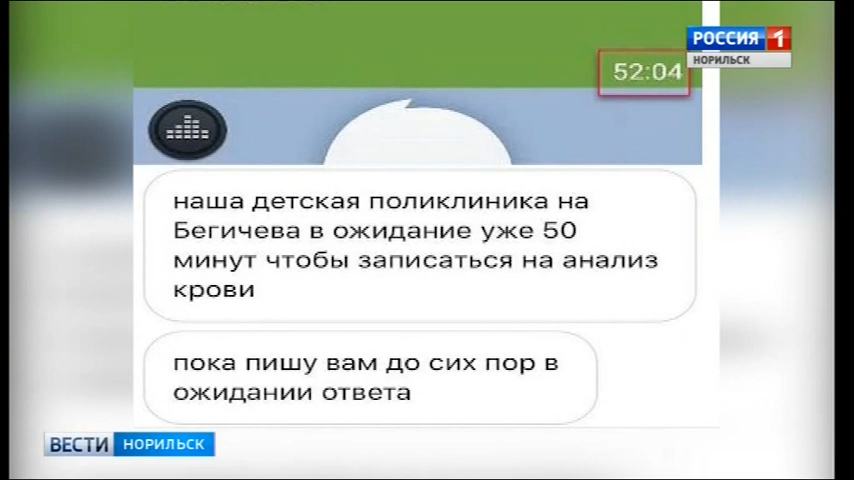 РОССИЯ 1
НОРИЛЬСК
52:04
наша детская поликлиника на
Бегичева в ожидание уже 50
минут чтобы записаться на анализ
крови
пока пишу вам до сих пор в
ожидании ответа
ВЕСТИ НОРИЛЬСК